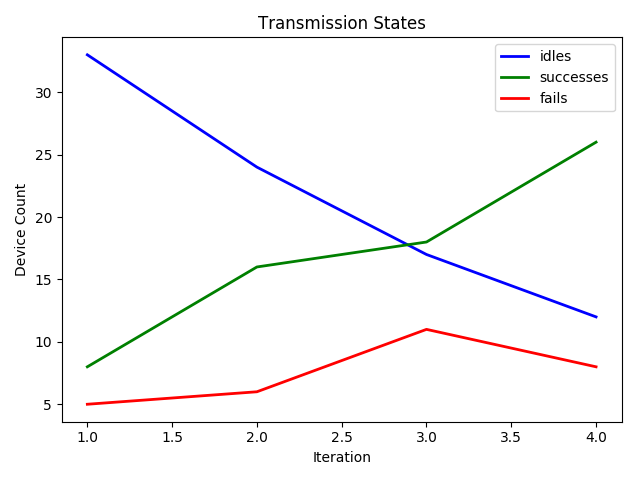 Transmission States
idles
successes
fails
Device Count
30
25
20
15
10
5
1.0 1.5 2.0 2.5 3.0 3.5 4.0
Iteration